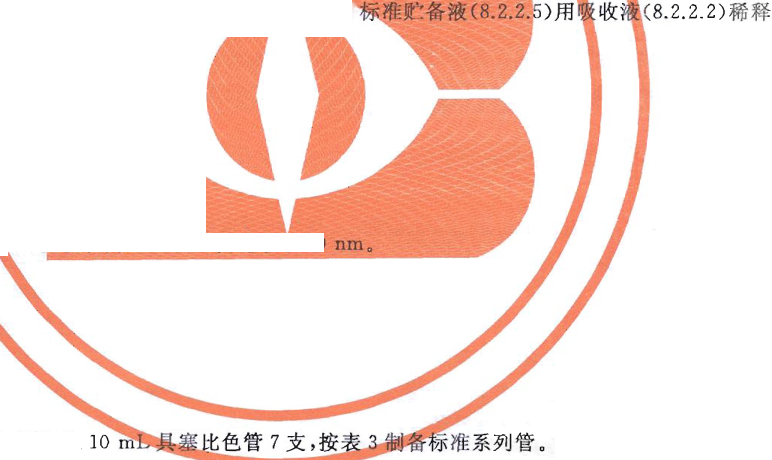 标准贮备液(8.2.2.5)用吸收液(8.2.2.2)稀释
nm。
10 mL 具塞比色管 7 支,按表 3 制备标准系列管。